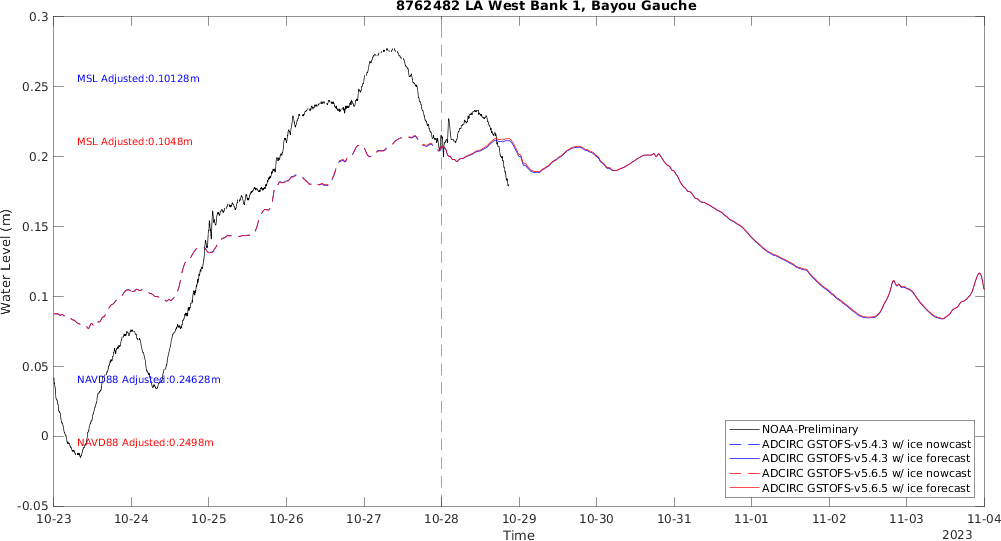 8762482 LA West Bank 1, Bayou Gauche
0.3
0.25
0.2
0.15
0.1
0.05
0
-0.05
Water Level (m)
MSL Adjusted:0.10128m
MSL Adjusted:0.1048m
NAVD88 Adjusted:0.24628m
NAVD88 Adjusted:0.2498m
NOAA-Preliminary
ADCIRC GSTOFS-v5.4.3 w/ ice nowcast
ADCIRC GSTOFS-v5.4.3 w/ ice forecast
ADCIRC GSTOFS-v5.6.5 w/ ice nowcast
ADCIRC GSTOFS-v5.6.5 w/ ice forecast
10-23 10-24 10-25 10-26 10-27 10-28 10-29 10-30 10-31 11-01 11-02 11-03 11-04
Time
2023